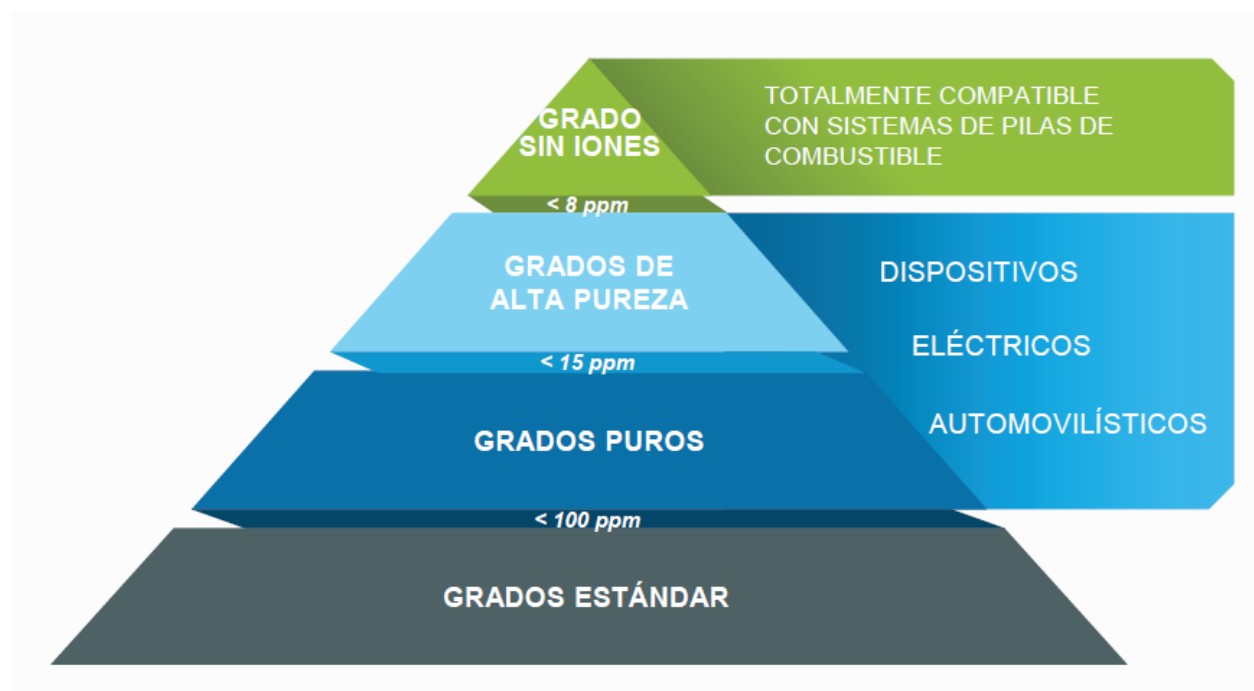 GRADO
SIN IONES
TOTALMENTE COMPATIBLE
CON SISTEMAS DE PILAS DE
COMBUSTIBLE
< 8 ppm
GRADOS DE
ALTA PUREZA
DISPOSITIVOS
ELÉCTRICOS
AUTOMOVILÍSTICOS
< 15 ppm
GRADOS PUROS
< 100 ppm
GRADOS ESTÁNDAR